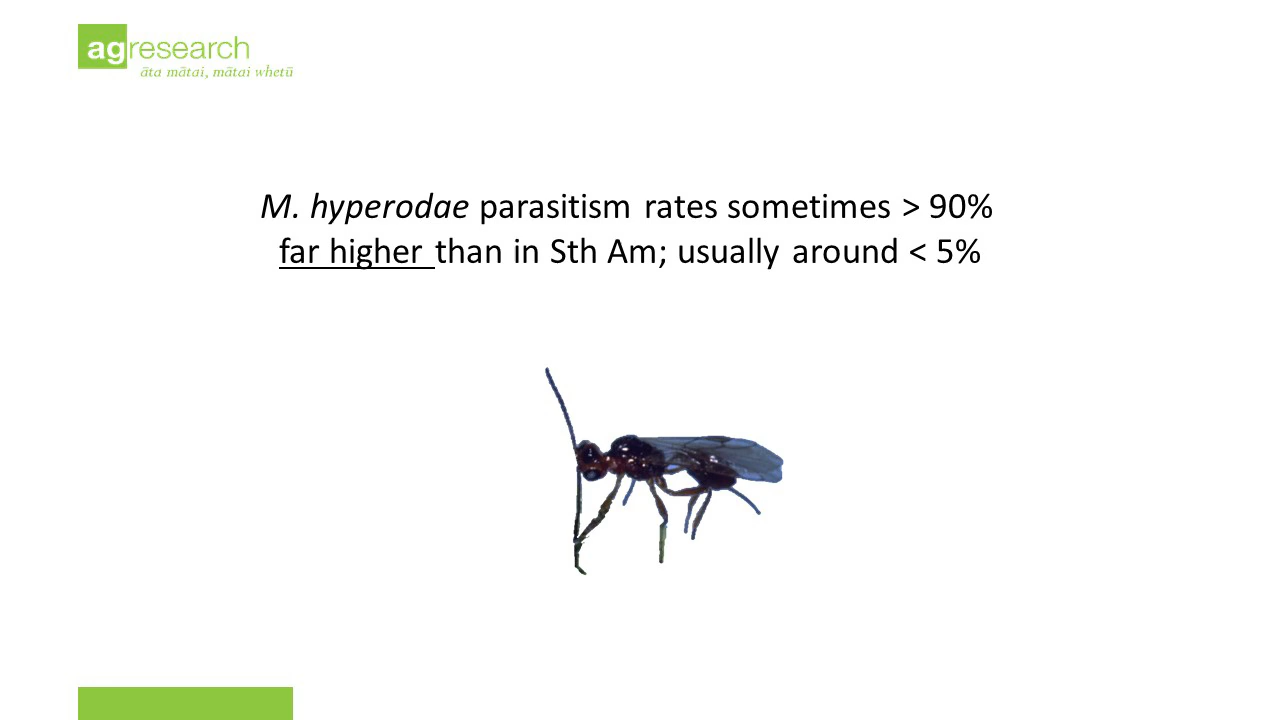 agresearch
āta mātai, mātai whetū
M. hyperodae parasitism rates sometimes > 90%
far higher than in Sth Am; usually around < 5%